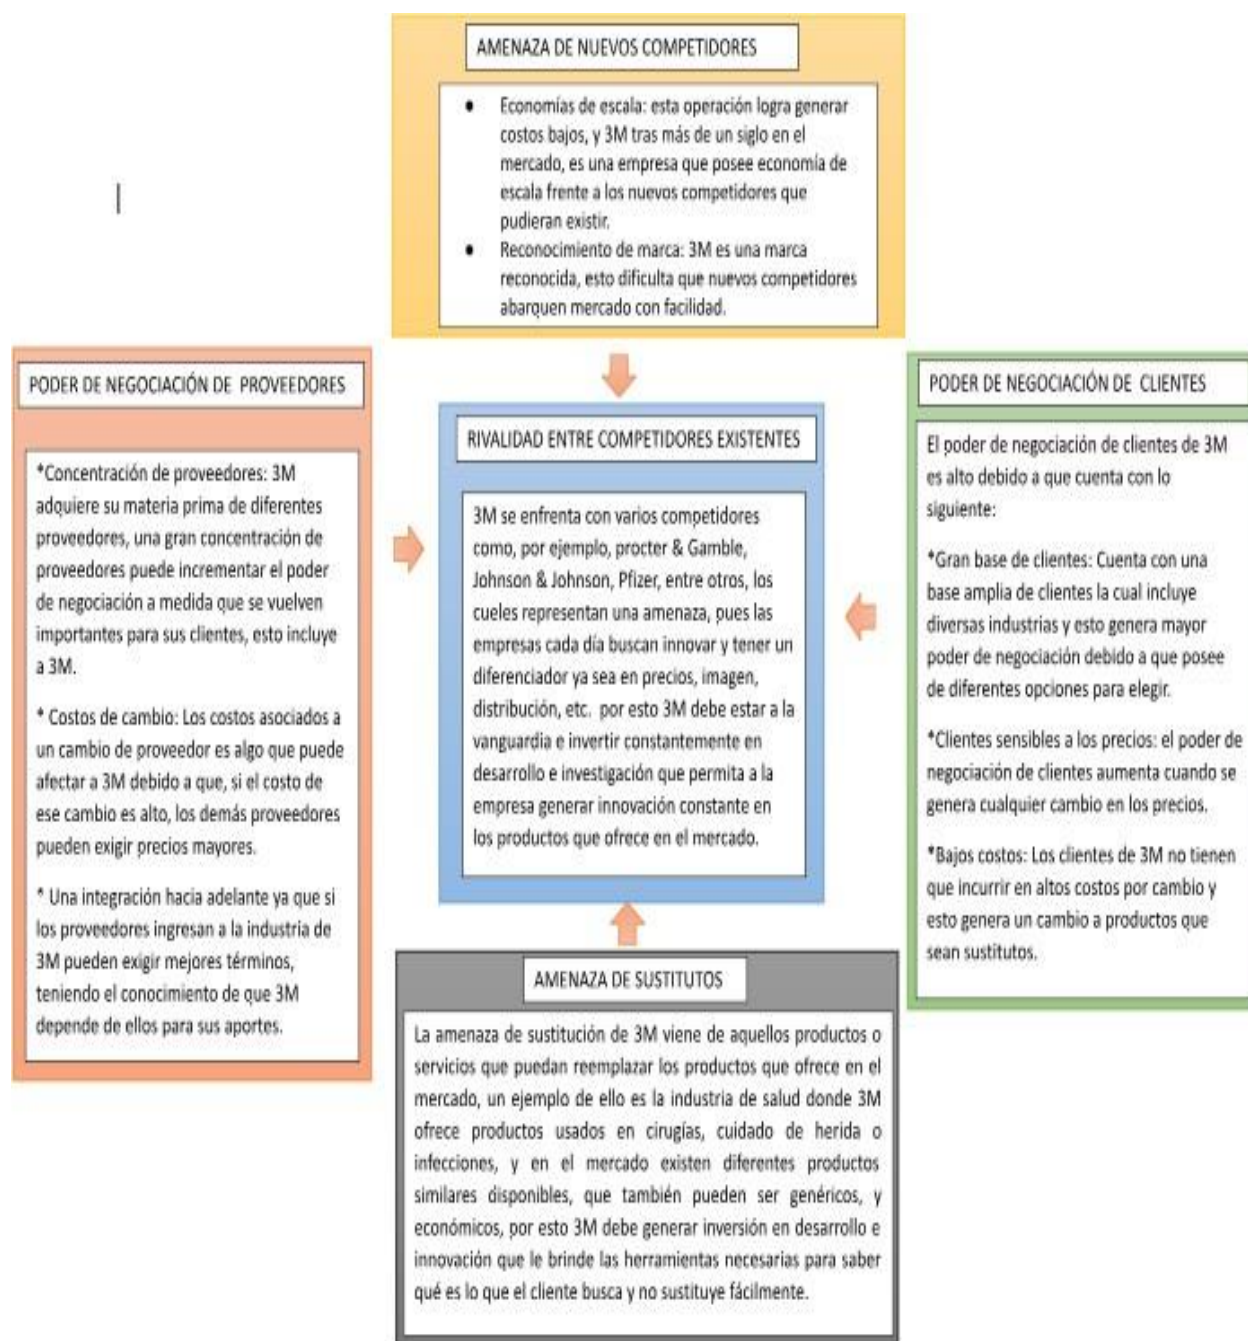 AMENAZA DE NUEVOS COMPETIDORES
● Economías de escala: esta operación logra generar
costos bajos, y 3M tras más de un siglo en el
mercado, es una empresa que posee economía de
escala frente a los nuevos competidores que
pudieran existir.
● Reconocimiento de marca: 3M es una marca
reconocida, esto dificulta que nuevos competidores
abarquen mercado con facilidad.
PODER DE NEGOCIACIÓN DE PROVEEDORES
*Concentración de proveedores: 3M
adquiere su materia prima de diferentes
proveedores, una gran concentración de
proveedores puede incrementar el poder
de negociación a medida que se vuelven
importantes para sus clientes, esto incluye
a 3M.
* Costos de cambio: Los costos asociados a
un cambio de proveedor es algo que puede
afectar a 3M debido a que, si el costo de
ese cambio es alto, los demás proveedores
pueden exigir precios mayores.
* Una integración hacia adelante ya que si
los proveedores ingresan a la industria de
3M pueden exigir mejores términos,
teniendo el conocimiento de que 3M
depende de ellos para sus aportes.
RIVALIDAD ENTRE COMPETIDORES EXISTENTES
3M se enfrenta con varios competidores
como, por ejemplo, procter & Gamble,
Johnson & Johnson, Pfizer, entre otros, los
cueles representan una amenaza, pues las
empresas cada día buscan innovar y tener un
diferenciador ya sea en precios, imagen,
distribución, etc. por esto 3M debe estar a la
vanguardia e invertir constantemente en
desarrollo e investigación que permita a la
empresa generar innovación constante en
los productos que ofrece en el mercado.
PODER DE NEGOCIACIÓN DE CLIENTES
El poder de negociación de clientes de 3M
es alto debido a que cuenta con lo
siguiente:
*Gran base de clientes: Cuenta con una
base amplia de clientes la cual incluye
diversas industrias y esto genera mayor
poder de negociación debido a que posee
de diferentes opciones para elegir.
*Clientes sensibles a los precios: el poder de
negociación de clientes aumenta cuando se
genera cualquier cambio en los precios.
*Bajos costos: Los clientes de 3M no tienen
que incurrir en altos costos por cambio y
esto genera un cambio a productos que
sean sustitutos.
AMENAZA DE SUSTITUTOS
La amenaza de sustitución de 3M viene de aquellos productos o
servicios que puedan reemplazar los productos que ofrece en el
mercado, un ejemplo de ello es la industria de salud donde 3M
ofrece productos usados en cirugías, cuidado de herida o
infecciones, y en el mercado existen diferentes productos
similares disponibles, que también pueden ser genéricos, y
económicos, por esto 3M debe generar inversión en desarrollo e
innovación que le brinde las herramientas necesarias para saber
qué es lo que el cliente busca y no sustituye fácilmente.